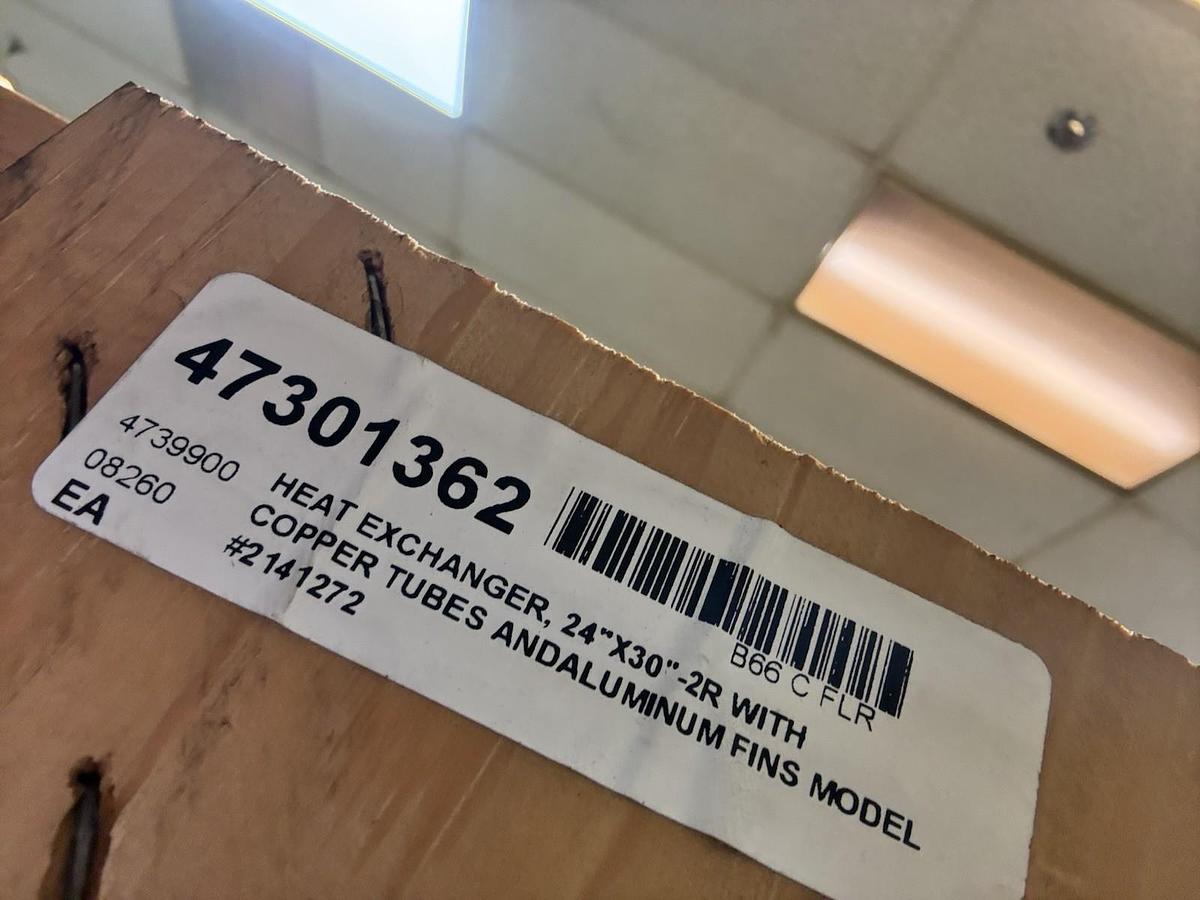 47301362
4739900
08260
EA
B66 C FLR
HEAT EXCHANGER, 24"X30"-2R WITH
COPPER TUBES ANDALUMINUM FINS MODEL
#2141272